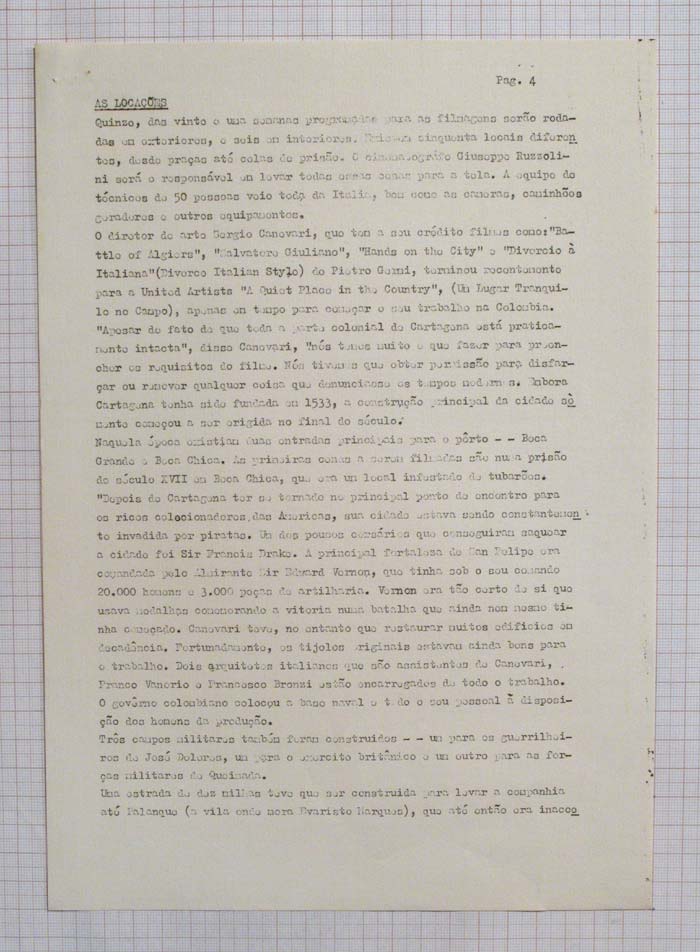 Pag. 4
AS LOCAÇÕES
Quinze, das vinte e uma semanas programadas para as filmagens serão roda-
das em exteriores, e seis em interiores. Existem cinquenta locais diferen
tes, desde praças até celas de prisão. O cinematográfo Giuseppe Ruzzoli-
ni será o responsável em levar todas essas cenas para a tela. A equipe de
técnicos de 50 pessoas veio toda da Italia, bem como as cameras, caminhões
geradores e outros equipamentos.
O diretor de arte Sergio Canevari, que tem a seu crédito filmes como:"Ba-
ttle of Algiers", "Salvatore Giuliano", "Hands on the City" e "Divorcio à
Italiana"(Divorce Italian Style) de Pietro Germi, terminou recentemente
para a United Artists "A Quiet Place in the Country", (Um Lugar Tranqui-
lo no Campo), apenas em tempo para começar o seu trabalho na Colombia.
"Apesar do fato de que toda a parte colonial de Cartagena está pratica-
mente intacta", disse Canevari, "nós temos muito o que fazer para preen-
cher os requisitos do filme. Nós tivemos que obter permissão para disfar-
çar ou remover qualquer coisa que denunciasse os tempos modernos. Embora
Cartagena tenha sido fundada em 1533, a construção principal da cidade sò
mente começou a ser erigida no final do século."
Naquela época existiam duas entradas principais para o pôrto - - Boca
Grande e Boca Chica. As primeiras cenas a serem filmadas são numa prisão
do século XVII em Boca Chica, que era um local infestado de tubarões.
"Depois de Cartagena ter se tornado no principal ponto de encontro para
os ricos colecionadores das Américas, sua cidade estava sendo constantemen
te invadida por piratas. Um dos poucos corsários que conseguiram saquear
a cidade foi Sir Francis Drake. A principal fortaleza de San Felipe era
comandada pelo Almirante Sir Edward Vernon, que tinha sob o seu comando
20.000 homens e 3.000 peças de artilharia. Vernon era tão certo de si que
usava medalhas comemorando a vitoria numa batalha que ainda nem mesmo ti-
nha começado. Canevari teve, no entanto que restaurar muitos edificios em
decadência. Fortunadamente, os tijolos originais estavam ainda bons para
o trabalho. Dois arquitetos italianos que são assistentes de Canevari,
Franco Vanorio e Francesco Bronzi estão encarregados de todo o trabalho.
O govêrno colombiano colocou a base naval e todo o seu pessoal à disposi-
ção dos homens da produção.
Três campos militares também foram construidos - - um para os guerrilhei-
ros de José Dolores, um para o exercito britânico e um outro para as for-
ças militares de Queimada.
Uma estrada de dez milhas teve que ser construida para levar a companhia
até Palanque (a vila onde mora Evaristo Marques), que até então era inacce